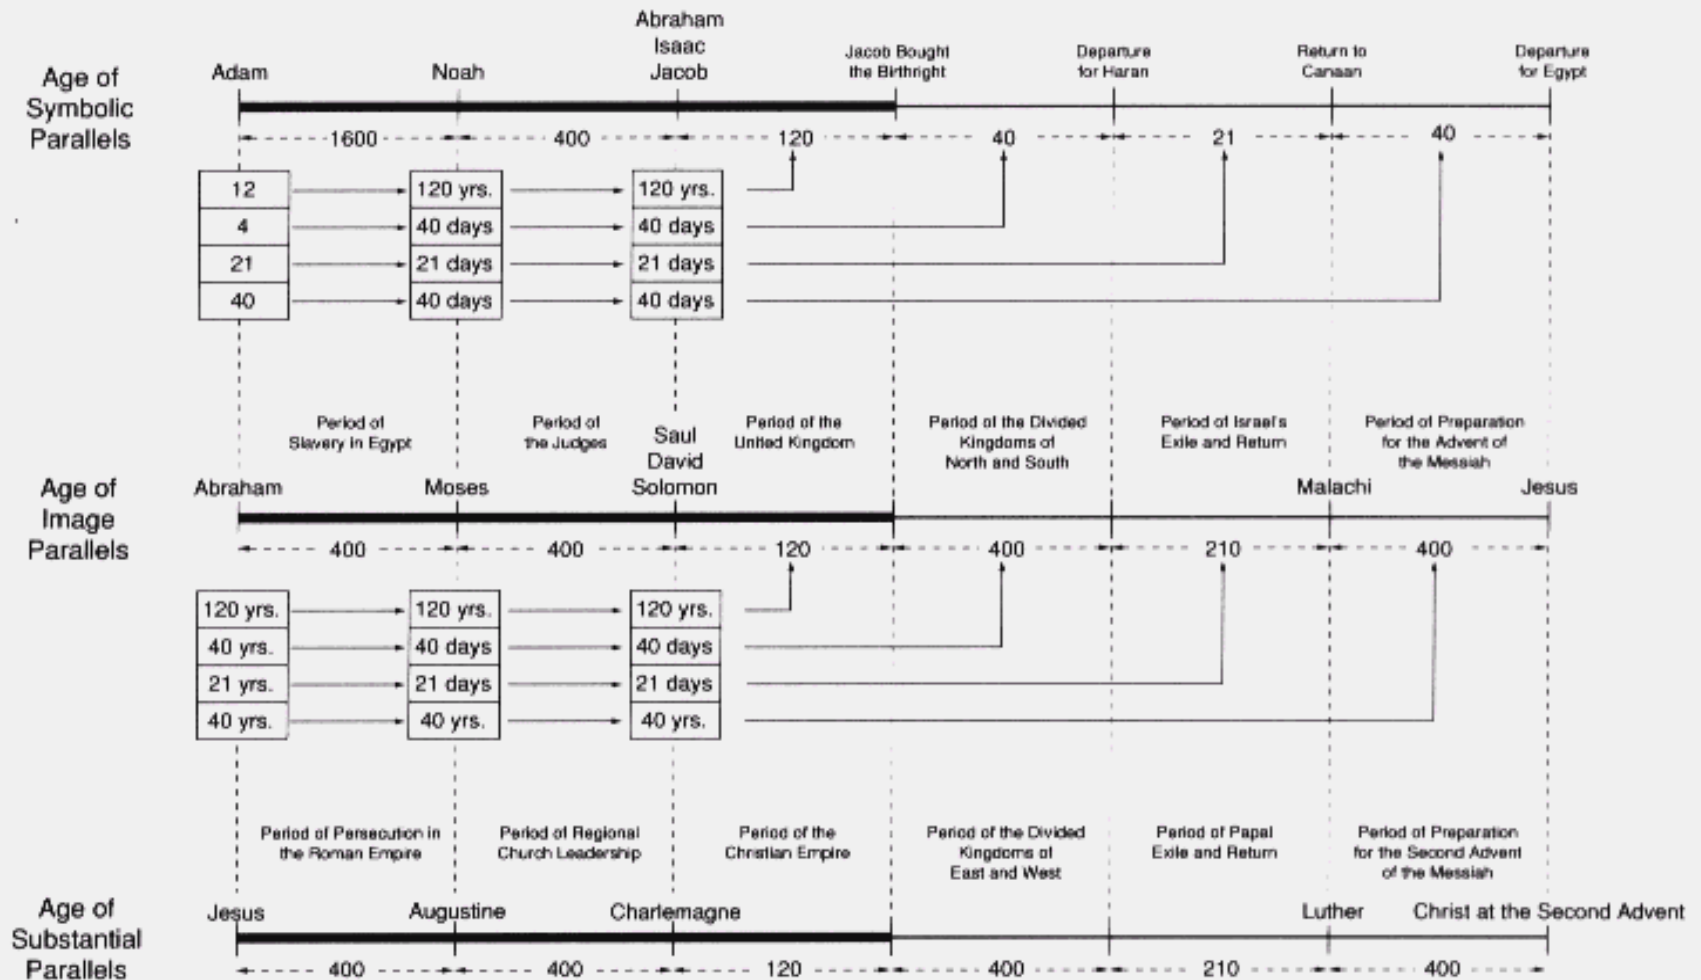 Abraham
Isaac
Jacob
Adam
Noah
Jacob Bought
the Birthright
Departure
for Haran
Return to
Canaan
Departure
for Egypt
Age of
Symbolic
Parallels
1600 400 120 40 21 40
12 120 yrs. 120 yrs.
4 40 days 40 days
21 21 days 21 days
40 40 days 40 days
Period of
Slavery in Egypt
Period of
the Judges
Saul
David
Solomon
Period of the
United Kingdom
Period of the Divided
Kingdoms of
North and South
Period of Israel's
Exile and Return
Period of Preparation
for the Advent of
the Messiah
Age of
Image
Parallels
Abraham
Moses
Malachi
Jesus
400 400 120 400 210 400
120 yrs. 120 yrs. 120 yrs.
40 yrs. 40 days 40 days
21 yrs. 21 days 21 days
40 yrs. 40 yrs. 40 yrs.
Period of Persecution in
the Roman Empire
Period of Regional
Church Leadership
Period of the
Christian Empire
Period of the Divided
Kingdoms of
East and West
Period of Papal
Exile and Return
Period of Preparation
for the Second Advent
of the Messiah
Age of
Substantial
Parallels
Jesus
Augustine
Charlemagne
Luther
Christ at the Second Advent
400 400 120 400 210 400